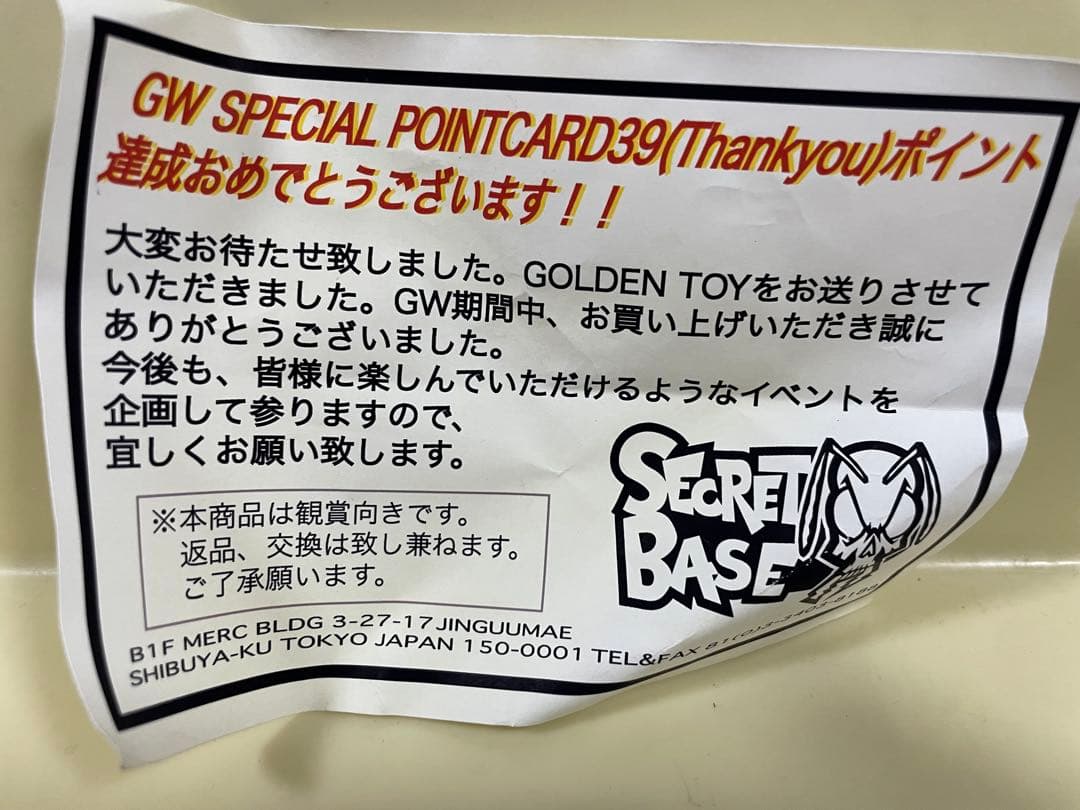 GW SPECIAL POINTCARD39(Thankyou)ポイント
達成おめでとうございます！！
大変お待たせ致しました。GOLDEN TOYをお送りさせて
いただきました。GW期間中、お買い上げいただき誠に
ありがとうございました。
今後も、皆様に楽しんでいただけるようなイベントを
企画して参りますので、
宜しくお願い致します。
SECRET
BASE
※本商品は観賞向きです。
返品、交換は致し兼ねます。
ご了承願います。
B1F MERC BLDG 3-27-17 JINGUUMAE
SHIBUYA-KU TOKYO JAPAN 150-0001 TEL&FAX 81(0)3-3403-